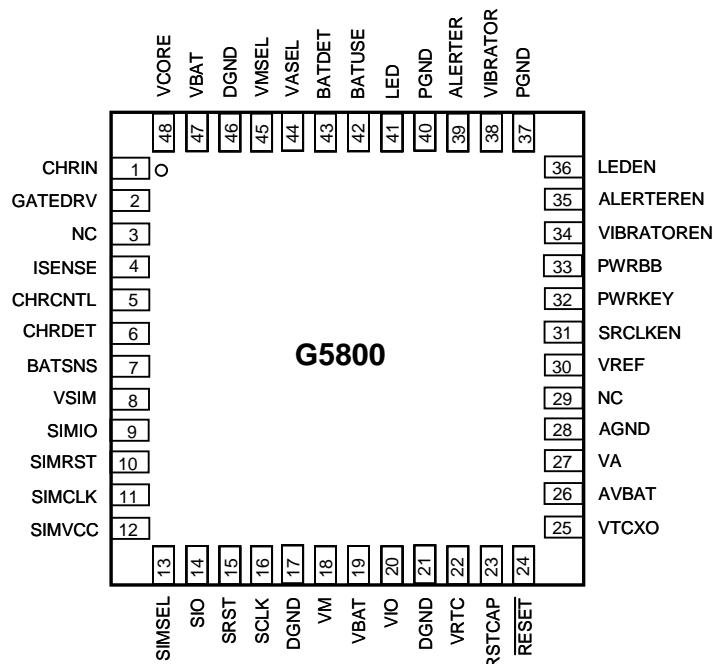 VCORE
VBAT
DGND
VMSEL
VASEL
BATDET
BATUSE
LED
PGND
ALERTER
VIBRATOR
PGND
48
47
46
45
44
43
42
41
40
39
38
37
CHRIN 1
GATEDRV 2
NC 3
ISENSE 4
CHRCNTL 5
CHRDET 6
BATSNS 7
VSIM 8
SIMIO 9
SIMRST 10
SIMCLK 11
SIMVCC 12
G5800
36 LEDEN
35 ALERTEREN
34 VIBRATOREN
33 PWRBB
32 PWRKEY
31 SRCLKEN
30 VREF
29 NC
28 AGND
27 VA
26 AVBAT
25 VTCXO
13
14
15
16
17
18
19
20
21
22
23
24
SIMSEL
SIO
SRST
SCLK
DGND
VM
VBAT
VIO
DGND
VRTC
RSTCAP
RESET